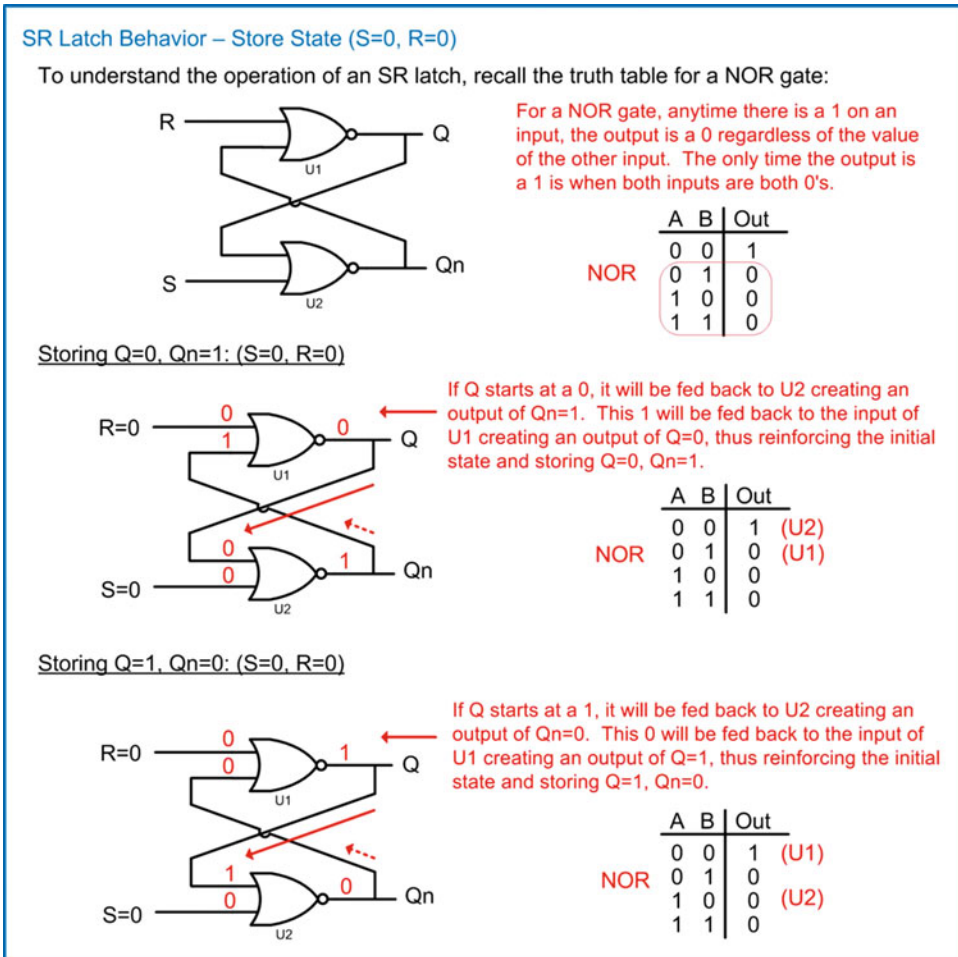 SR Latch Behavior – Store State (S=0, R=0)
To understand the operation of an SR latch, recall the truth table for a NOR gate:
R
Q
U1
S
Qn
U2
For a NOR gate, anytime there is a 1 on an
input, the output is a 0 regardless of the value
of the other input. The only time the output is
a 1 is when both inputs are both 0's.
A B Out
0 0 1
NOR 0 1 0
1 0 0
1 1 0
Storing Q=0, Qn=1: (S=0, R=0)
R=0 0 0 Q
1
U1
0
0 1 Qn
S=0
U2
If Q starts at a 0, it will be fed back to U2 creating an
output of Qn=1. This 1 will be fed back to the input of
U1 creating an output of Q=0, thus reinforcing the initial
state and storing Q=0, Qn=1.
A B Out
0 0 1 (U2)
NOR 0 1 0 (U1)
1 0 0
1 1 0
Storing Q=1, Qn=0: (S=0, R=0)
R=0 0 1 Q
0
U1
1
0 0 Qn
S=0
U2
If Q starts at a 1, it will be fed back to U2 creating an
output of Qn=0. This 0 will be fed back to the input of
U1 creating an output of Q=1, thus reinforcing the initial
state and storing Q=1, Qn=0.
A B Out
0 0 1 (U1)
NOR 0 1 0
1 0 0 (U2)
1 1 0